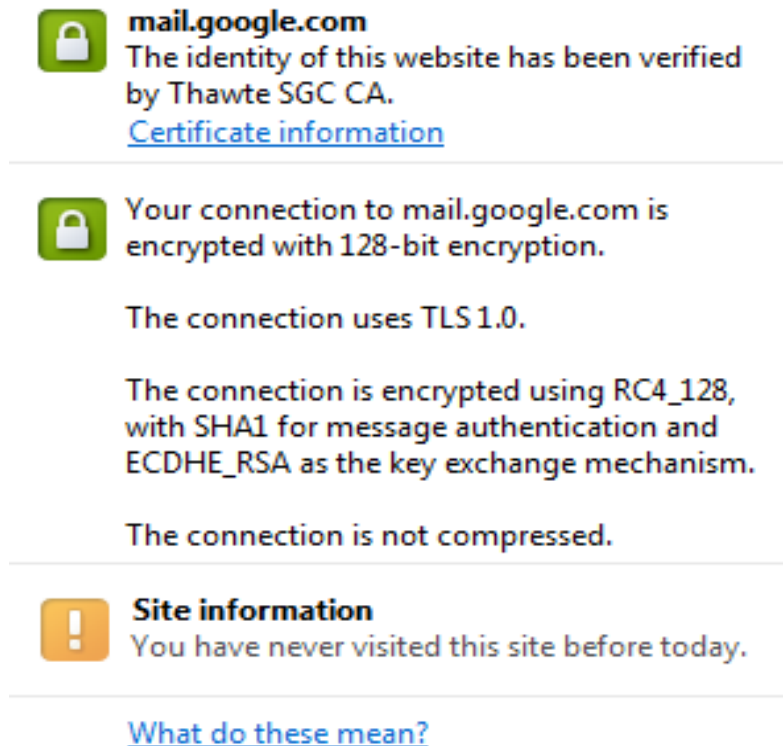 mail.google.com
The identity of this website has been verified
by Thawte SGC CA.
Certificate information
Your connection to mail.google.com is
encrypted with 128-bit encryption.
The connection uses TLS 1.0.
The connection is encrypted using RC4_128,
with SHA1 for message authentication and
ECDHE_RSA as the key exchange mechanism.
The connection is not compressed.
Site information
You have never visited this site before today.
What do these mean?